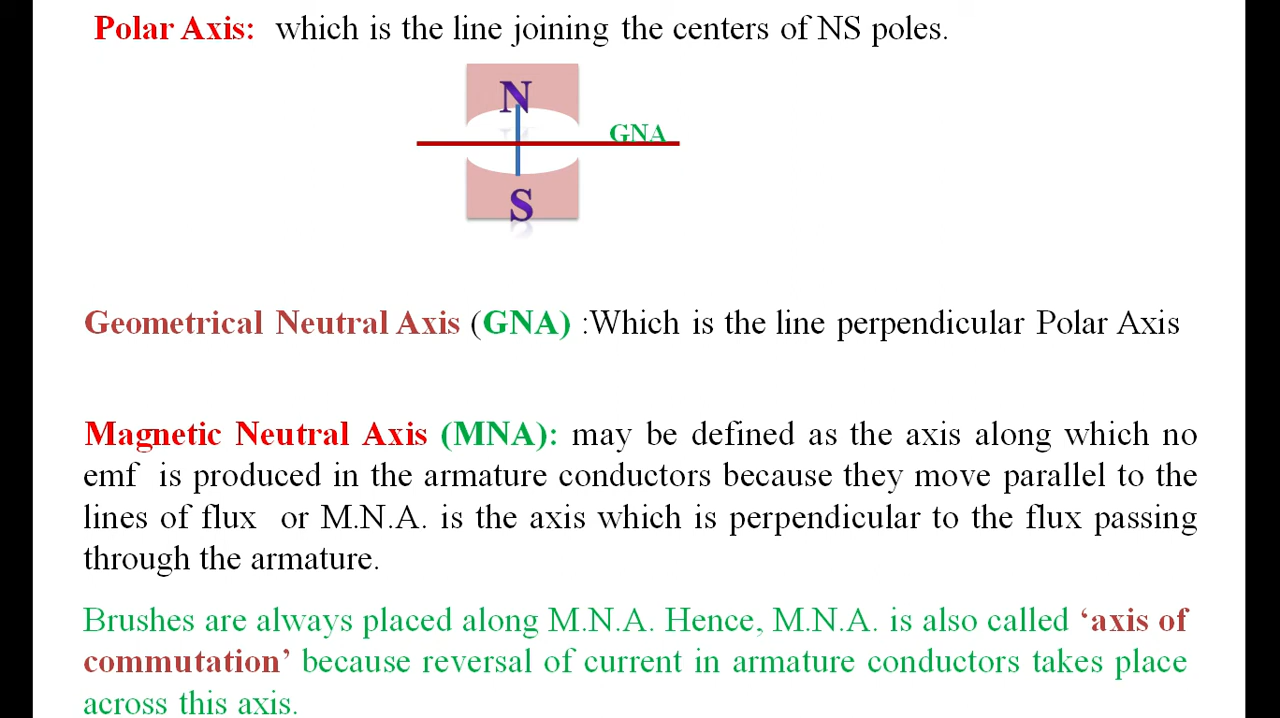 Polar Axis: which is the line joining the centers of NS poles.
N
GNA
S
Geometrical Neutral Axis (GNA) :Which is the line perpendicular Polar Axis
Magnetic Neutral Axis (MNA): may be defined as the axis along which no
emf is produced in the armature conductors because they move parallel to the
lines of flux or M.N.A. is the axis which is perpendicular to the flux passing
through the armature.
Brushes are always placed along M.N.A. Hence, M.N.A. is also called ‘axis of
commutation’ because reversal of current in armature conductors takes place
across this axis.